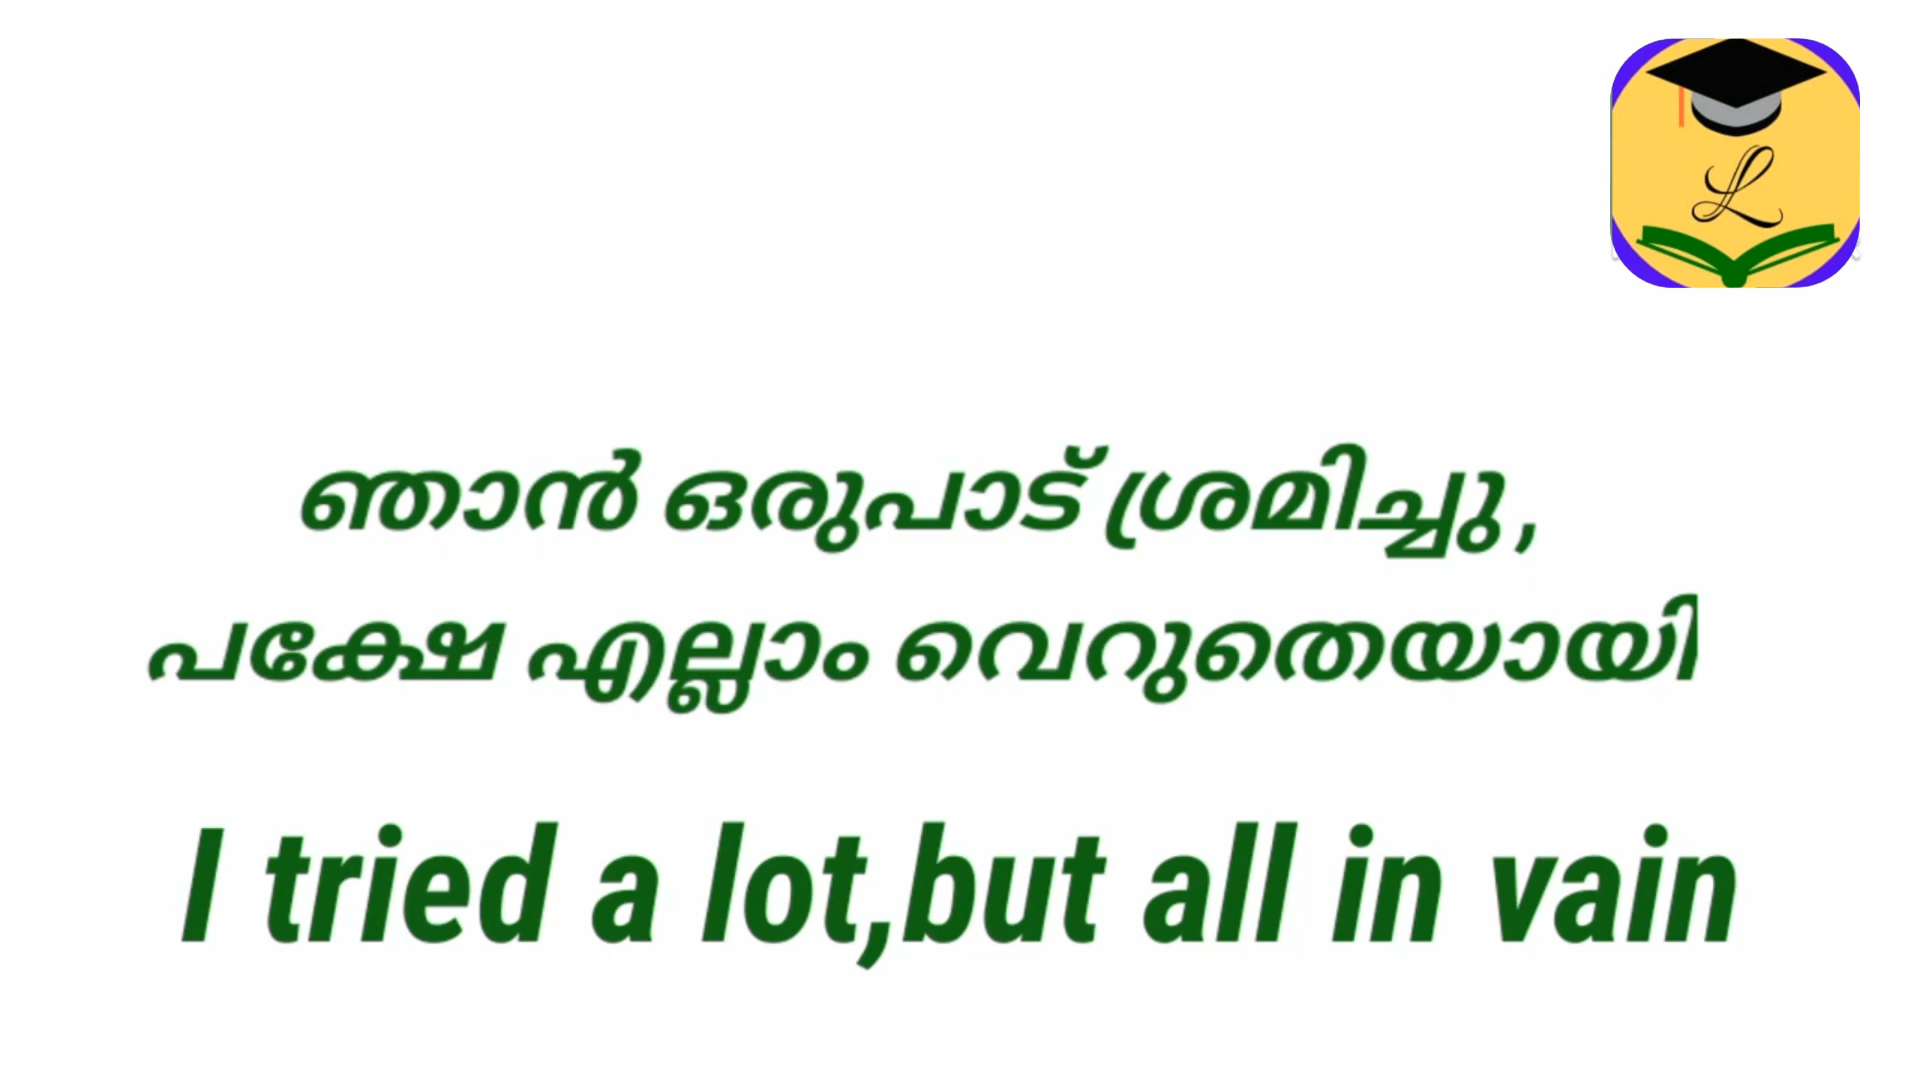 L
ഞാൻ ഒരുപാട് ശ്രമിച്ചു ,
പക്ഷേ എല്ലാം വെറുതെയായി
I tried a lot,but all in vain